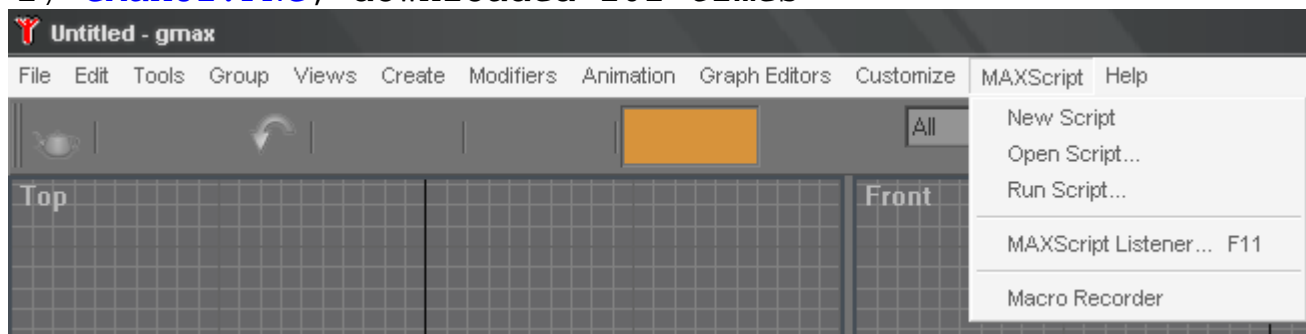 Untitled - gmax
File Edit Tools Group Views Create Modifiers Animation Graph Editors Customize MAXScript Help
All
New Script
Open Script...
Run Script...
MAXScript Listener... F11
Macro Recorder
Top
Front